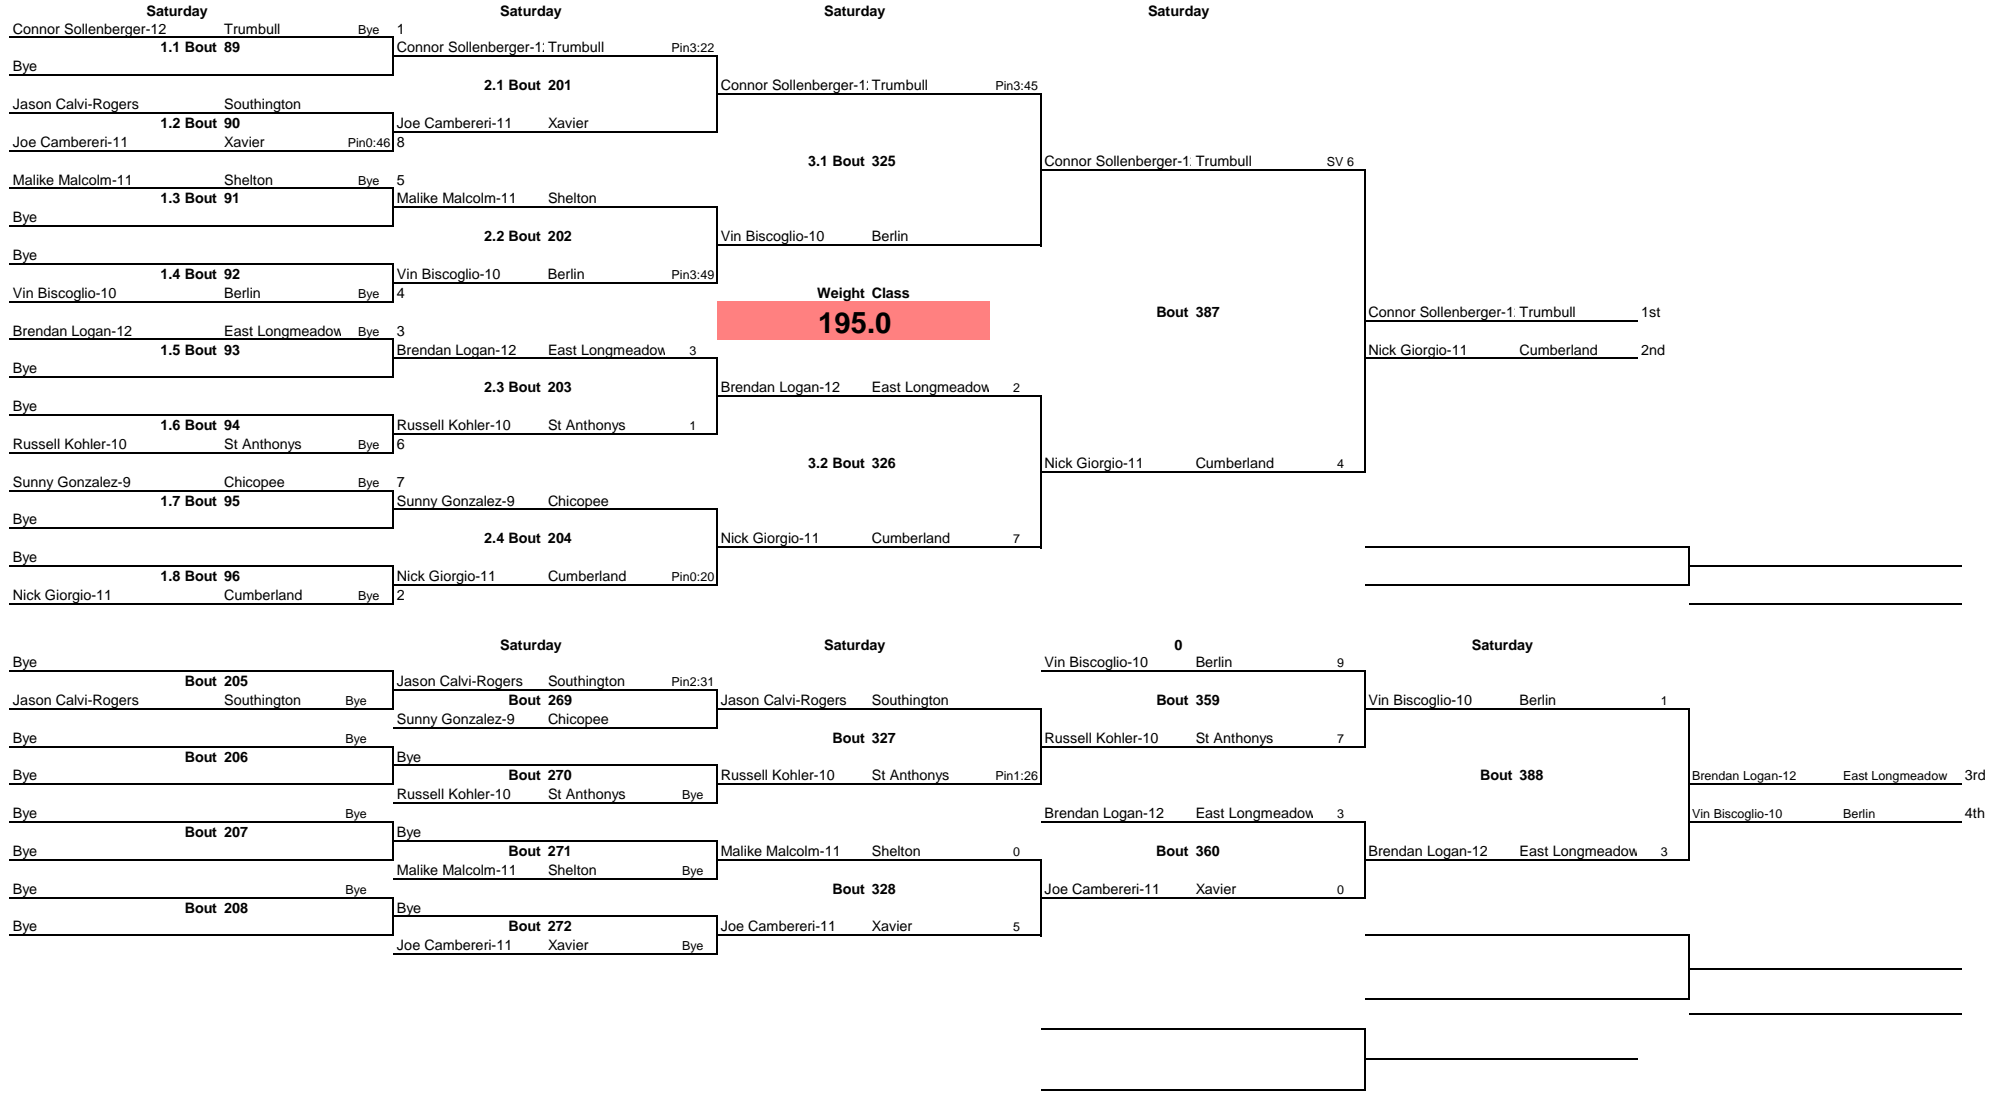 Saturday Saturday Saturday Saturday
Connor Sollenberger-12 Trumbull Bye 1
1.1 Bout 89 Connor Sollenberger-1 Trumbull Pin3:22
Bye
2.1 Bout 201 Connor Sollenberger-1 Trumbull Pin3:45
Jason Calvi-Rogers Southington
1.2 Bout 90 Joe Cambereri-11 Xavier
Joe Cambereri-11 Xavier Pin0:46 8
3.1 Bout 325 Connor Sollenberger-1 Trumbull SV 6
Malike Malcolm-11 Shelton Bye 5
1.3 Bout 91 Malike Malcolm-11 Shelton
Bye
2.2 Bout 202 Vin Biscoglio-10 Berlin
Bye
1.4 Bout 92 Vin Biscoglio-10 Berlin Pin3:49
Vin Biscoglio-10 Berlin Bye 4 Weight Class
195.0 Bout 387 Connor Sollenberger-1 Trumbull 1st
Brendan Logan-12 East Longmeadow Bye 3
1.5 Bout 93 Brendan Logan-12 East Longmeadow 3 Nick Giorgio-11 Cumberland 2nd
Bye
2.3 Bout 203 Brendan Logan-12 East Longmeadow 2
Bye
1.6 Bout 94 Russell Kohler-10 St Anthonys 1
Russell Kohler-10 St Anthonys Bye 6
3.2 Bout 326 Nick Giorgio-11 Cumberland 4
Sunny Gonzalez-9 Chicopee Bye 7
1.7 Bout 95 Sunny Gonzalez-9 Chicopee
Bye
2.4 Bout 204 Nick Giorgio-11 Cumberland 7
Bye
1.8 Bout 96 Nick Giorgio-11 Cumberland Pin0:20
Nick Giorgio-11 Cumberland Bye 2
Saturday Saturday 0 Saturday
Bye Vin Biscoglio-10 Berlin 9
Bout 205 Jason Calvi-Rogers Southington Pin2:31
Jason Calvi-Rogers Southington Bye Bout 269 Jason Calvi-Rogers Southington Bout 359 Vin Biscoglio-10 Berlin 1
Sunny Gonzalez-9 Chicopee
Bye Bye Bout 327 Russell Kohler-10 St Anthonys 7
Bout 206 Bye
Bye Bout 270 Russell Kohler-10 St Anthonys Pin1:26 Bout 388 Brendan Logan-12 East Longmeadow 3rd
Russell Kohler-10 St Anthonys Bye
Bye Bye Brendan Logan-12 East Longmeadow 3 Vin Biscoglio-10 Berlin 4th
Bout 207 Bye
Bye Bout 271 Malike Malcolm-11 Shelton 0 Bout 360 Brendan Logan-12 East Longmeadow 3
Malike Malcolm-11 Shelton Bye
Bye Bye Bout 328 Joe Cambereri-11 Xavier 0
Bout 208 Bye
Bye Bout 272 Joe Cambereri-11 Xavier 5
Joe Cambereri-11 Xavier Bye